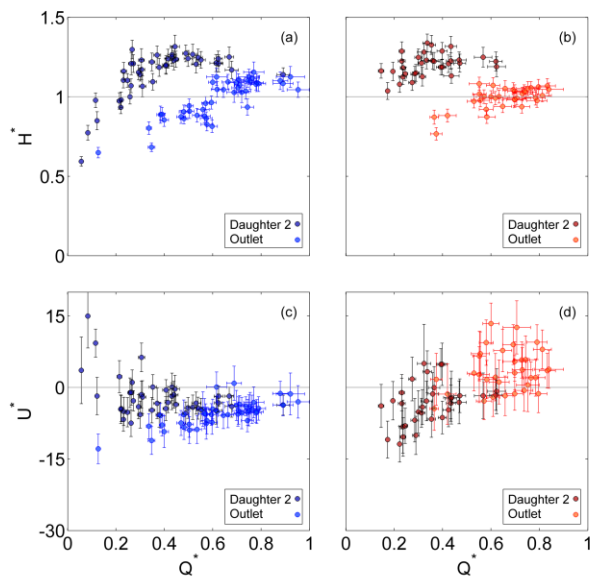 1.5
1
0.5
0
H*
(a)
Daughter 2
Outlet
(b)
Daughter 2
Outlet
15
0
-15
-30
U*
(c)
Daughter 2
Outlet
0
0.2
0.4
0.6
0.8
1
Q*
(d)
Daughter 2
Outlet
0
0.2
0.4
0.6
0.8
1
Q*